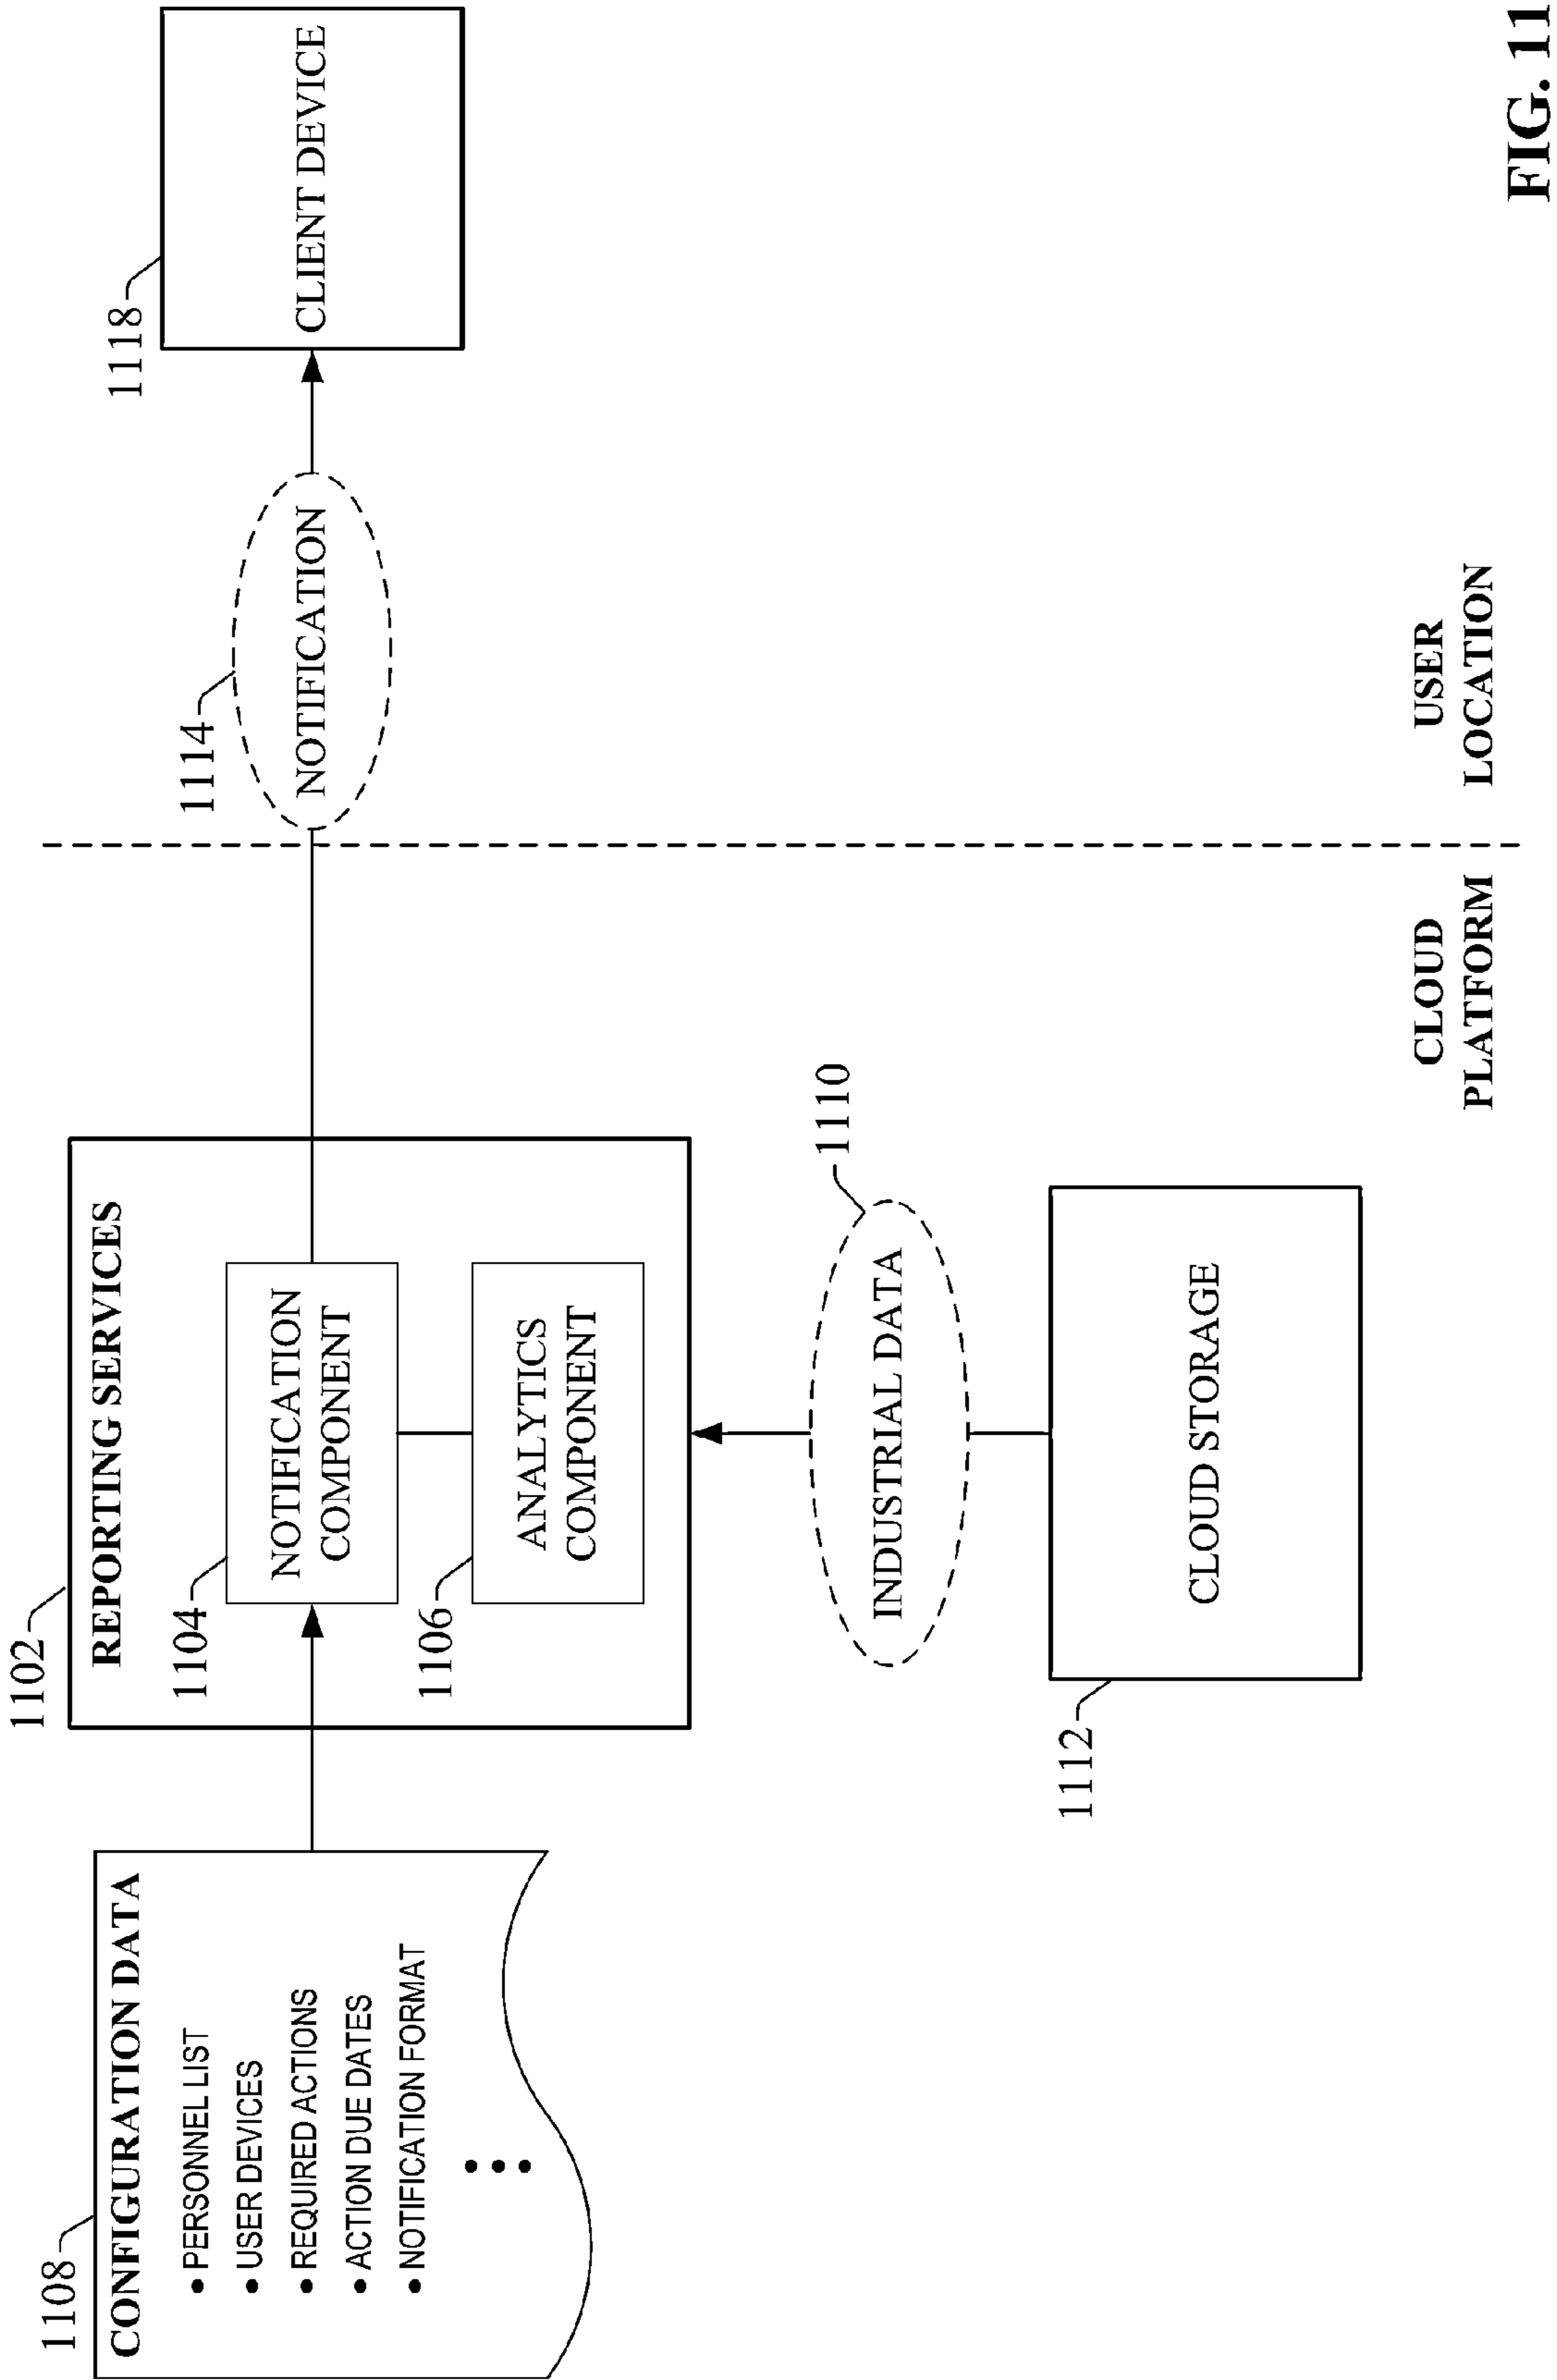 1108
CONFIGURATION DATA
• PERSONNEL LIST
• USER DEVICES
• REQUIRED ACTIONS
• ACTION DUE DATES
• NOTIFICATION FORMAT
1102
REPORTING SERVICES
1104
NOTIFICATION
COMPONENT
1106
ANALYTICS
COMPONENT
1110
INDUSTRIAL DATA
1112
CLOUD STORAGE
1114
NOTIFICATION
1118
CLIENT DEVICE
CLOUD
PLATFORM
USER
LOCATION
FIG. 11